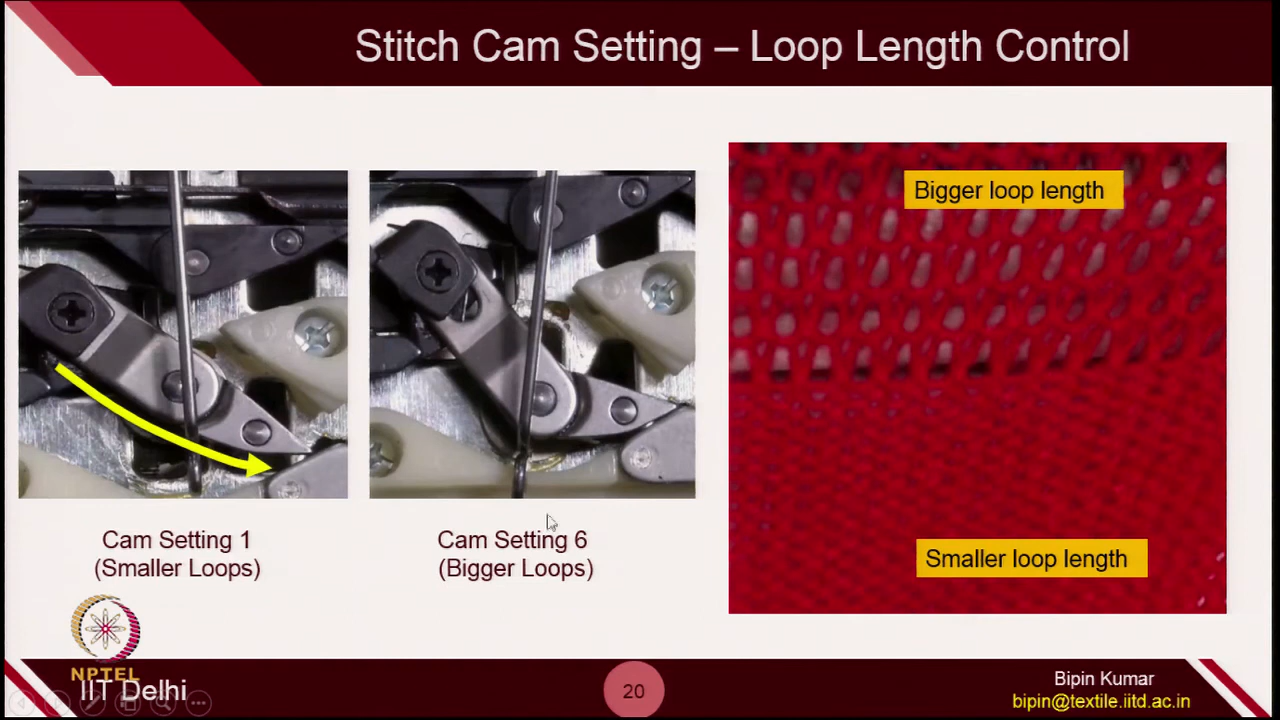 Stitch Cam Setting – Loop Length Control
Bigger loop length
Smaller loop length
Cam Setting 1
(Smaller Loops)
Cam Setting 6
(Bigger Loops)
NPTEL
IIT Delhi
20
Bipin Kumar
bipin@textile.iitd.ac.in